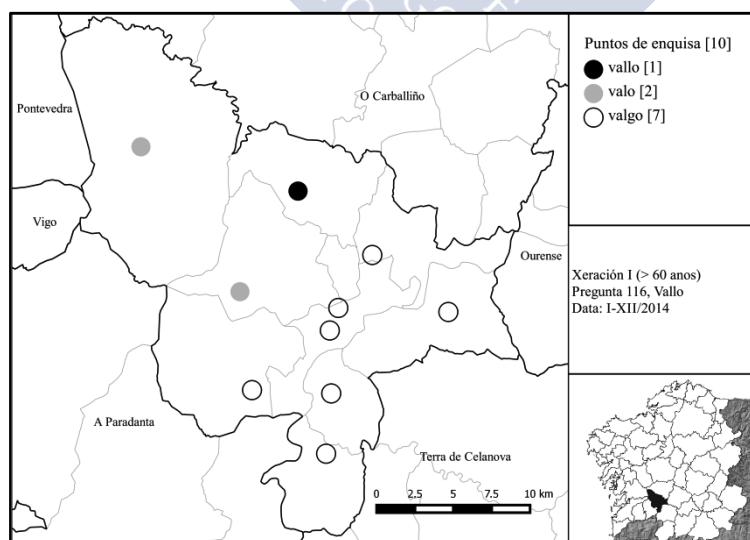 Puntos de enquisa [10]
vallo [1]
valo [2]
valgo [7]
O Carballiño
Pontevedra
Vigo
Ourense
Xeración I (> 60 anos)
Pregunta 116, Vallo
Data: I-XII/2014
A Paradanta
Terra de Celanova
0 2,5 5 7.5 10 km